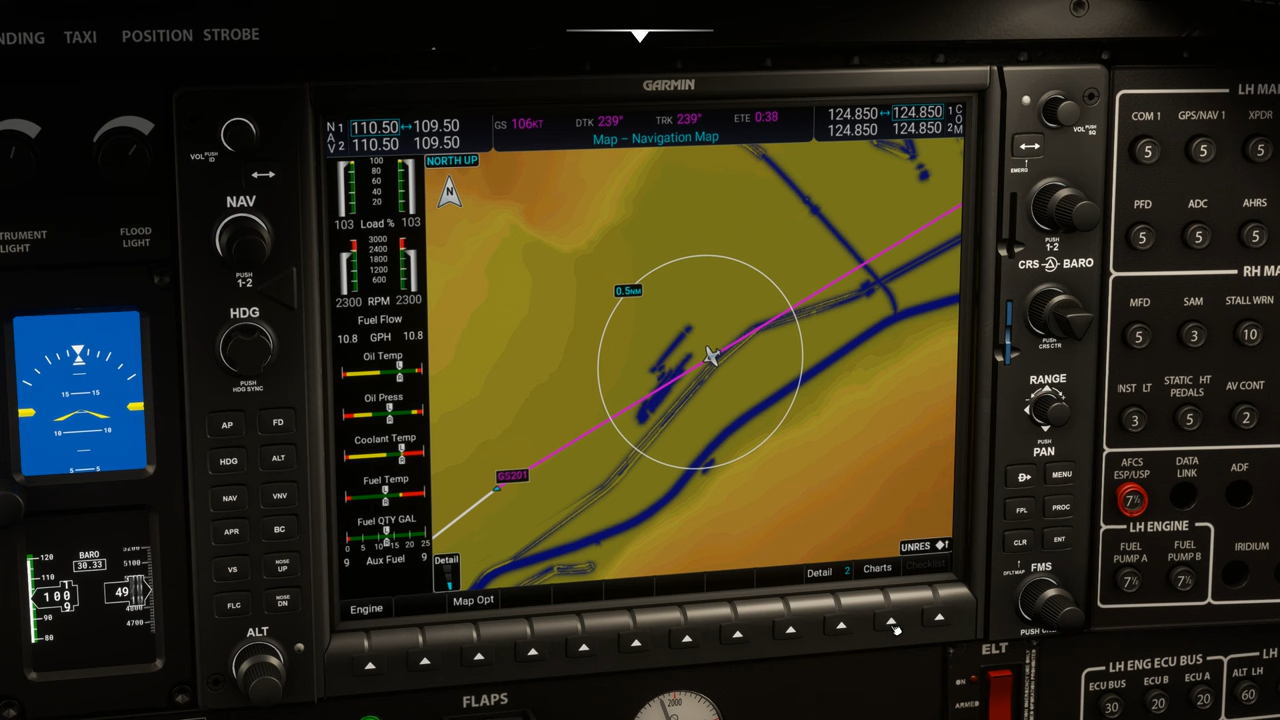 NDING TAXI POSITION STROBE
GARMIN
N 1 110.50 ↔ 109.50
V 2 110.50 109.50
GS 106KT DTK 239° TRK 239° ETE 0:38
Map – Navigation Map
124.850 ↔ 124.850 1 C
124.850 124.850 2 M
NORTH UP
N
0.5NM
GS201
UNRES
Detail
100
80
60
40
20
103 Load % 103
3000
2400
1800
1200
600
2300 RPM 2300
Fuel Flow
10.8 GPH 10.8
Oil Temp
Oil Press
Coolant Temp
Fuel Temp
Fuel QTY GAL
0 5 10 15 20 25
9 Aux Fuel 9
Engine Map Opt Detail 2 Charts Checklist
VOL PUSH ID
NAV
PUSH 1-2
HDG
PUSH HDG SYNC
AP FD
HDG ALT
NAV VNV
APR BC
VS NOSE UP
FLC NOSE DN
ALT
TRUMENT LIGHT
FLOOD LIGHT
15 15
10 10
5 5
120
110
100
90
80
BARO
30.33
49
4700
VOL PUSH SQ
EMERG
PUSH 1-2
CRS BARO
PUSH CRS CTR
RANGE
PUSH PAN
D MENU
FPL PROC
CLR ENT
DFLT MAP
FMS
LH MA
COM 1 GPS/NAV 1 XPDR
5 5 5
PFD ADC AHRS
5 5 5
RH MA
MFD SAM STALL WRN
5 3 10
INST LT STATIC HT PEDALS AV CONT
3 5 2
AFCS ESP/USP DATA LINK ADF
7½
LH ENGINE
FUEL PUMP A FUEL PUMP B IRIDIUM
7½ 7½
ELT
ON
ARMED
LH ENG ECU BUS LH
ECU BUS ECU B ECU A ALT LH
30 20 20 60
FLAPS
2000